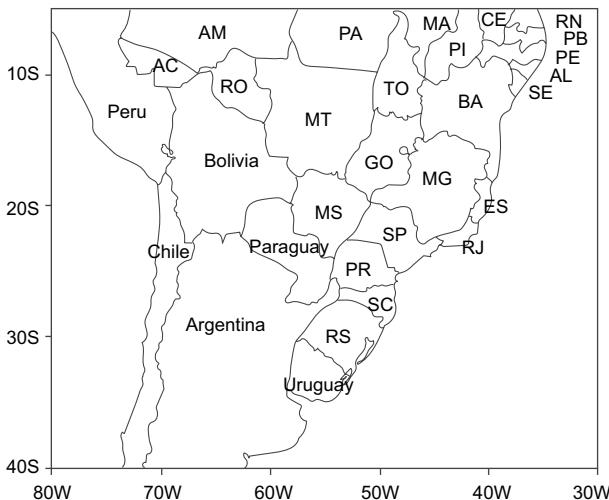 AM
PA
MA
CE
RN
PB
PI
PE
AC
AL
10S
RO
TO
SE
BA
Peru
MT
Bolivia
GO
MG
20S
MS
ES
SP
Chile
Paraguay
RJ
PR
SC
Argentina
30S
RS
Uruguay
40S
80W 70W 60W 50W 40W 30W